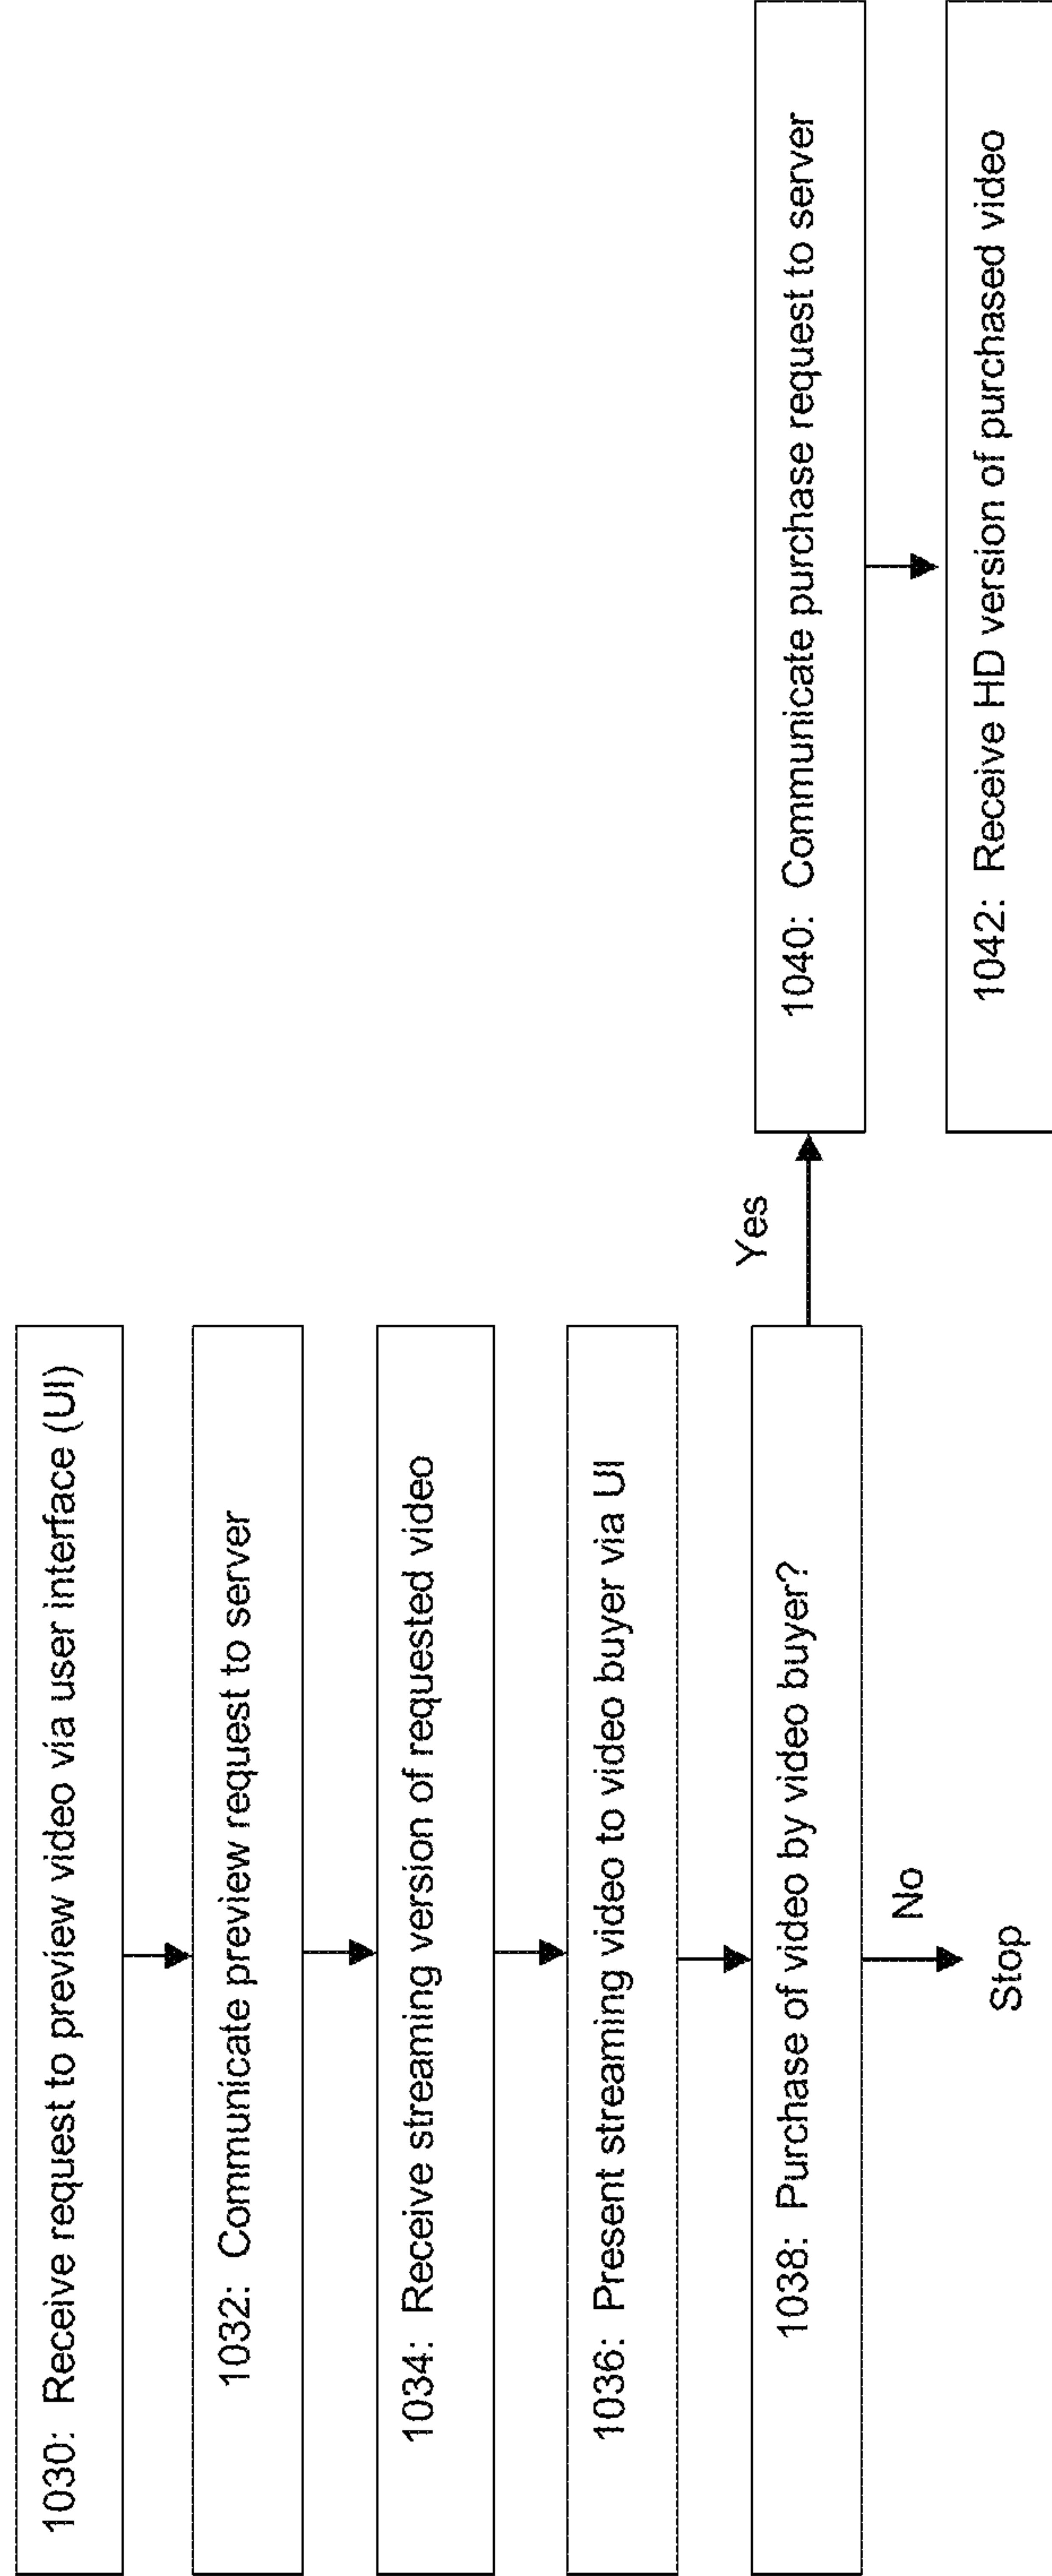 1030: Receive request to preview video via user interface (UI)
1032: Communicate preview request to server
1034: Receive streaming version of requested video
1036: Present streaming video to video buyer via UI
1038: Purchase of video by video buyer?
Yes
No
Stop
1040: Communicate purchase request to server
1042: Receive HD version of purchased video